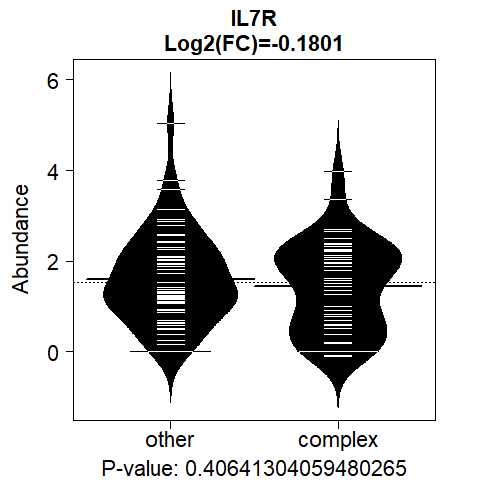 IL7R
Log2(FC)=-0.1801
Abundance
6
4
2
0
other complex
P-value: 0.40641304059480265